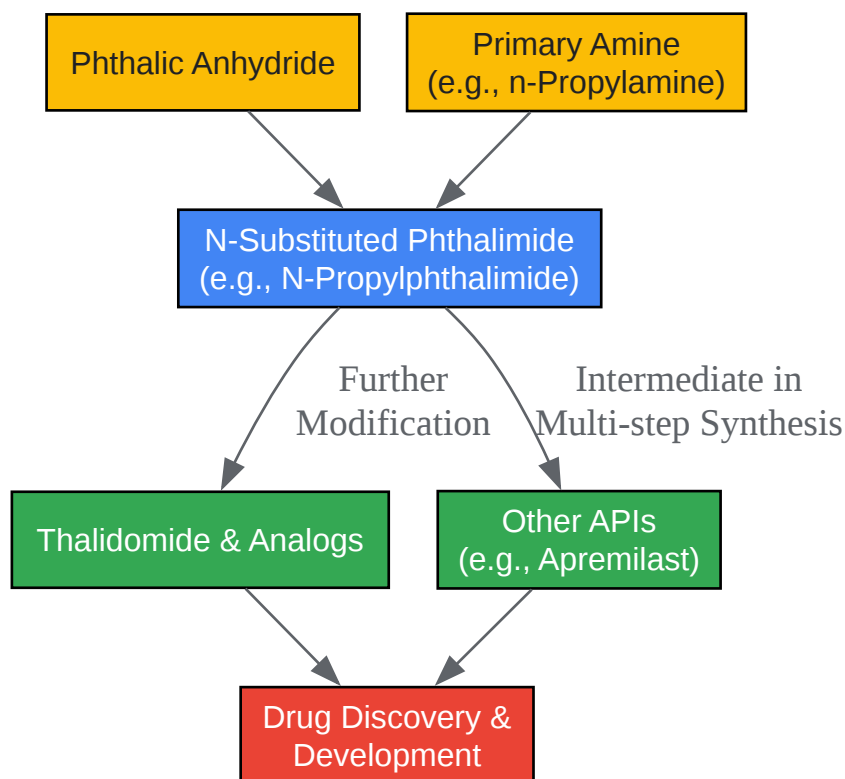 Phthalic Anhydride
Primary Amine
(e.g., n-Propylamine)
N-Substituted Phthalimide
(e.g., N-Propylphthalimide)
Further
Modification
Intermediate in
Multi-step Synthesis
Thalidomide & Analogs
Other APIs
(e.g., Apremilast)
Drug Discovery &
Development